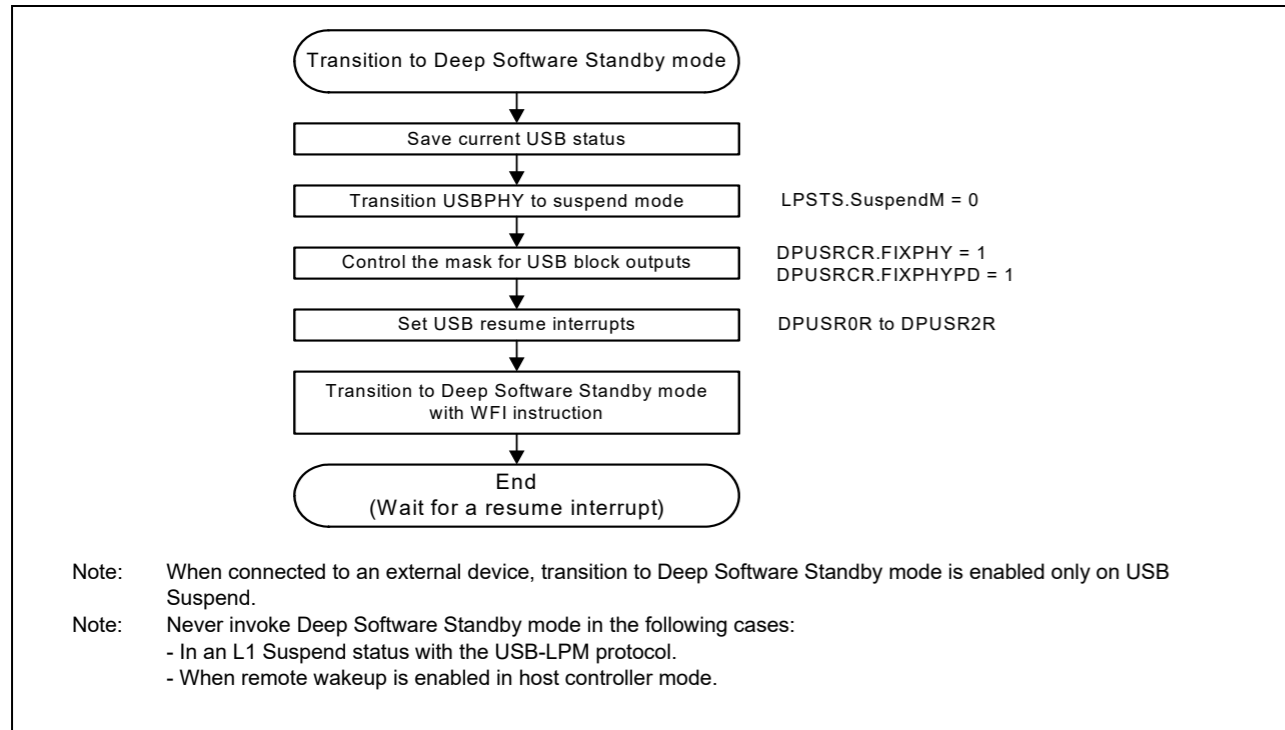 Transition to Deep Software Standby mode
Save current USB status
Transition USBPHY to suspend mode
LPSTS.SuspendM = 0
Control the mask for USB block outputs
DPUSRCR.FIXPHY = 1
DPUSRCR.FIXPHYPD = 1
Set USB resume interrupts
DPUSR0R to DPUSR2R
Transition to Deep Software Standby mode
with WFI instruction
End
(Wait for a resume interrupt)
Note: When connected to an external device, transition to Deep Software Standby mode is enabled only on USB
Suspend.
Note: Never invoke Deep Software Standby mode in the following cases:
- In an L1 Suspend status with the USB-LPM protocol.
- When remote wakeup is enabled in host controller mode.